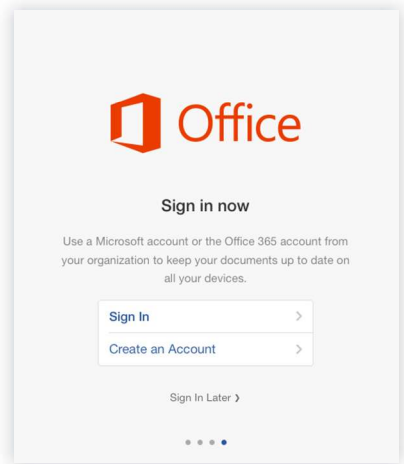 Office
Sign in now
Use a Microsoft account or the Office 365 account from
your organization to keep your documents up to date on
all your devices.
Sign In
Create an Account
Sign In Later